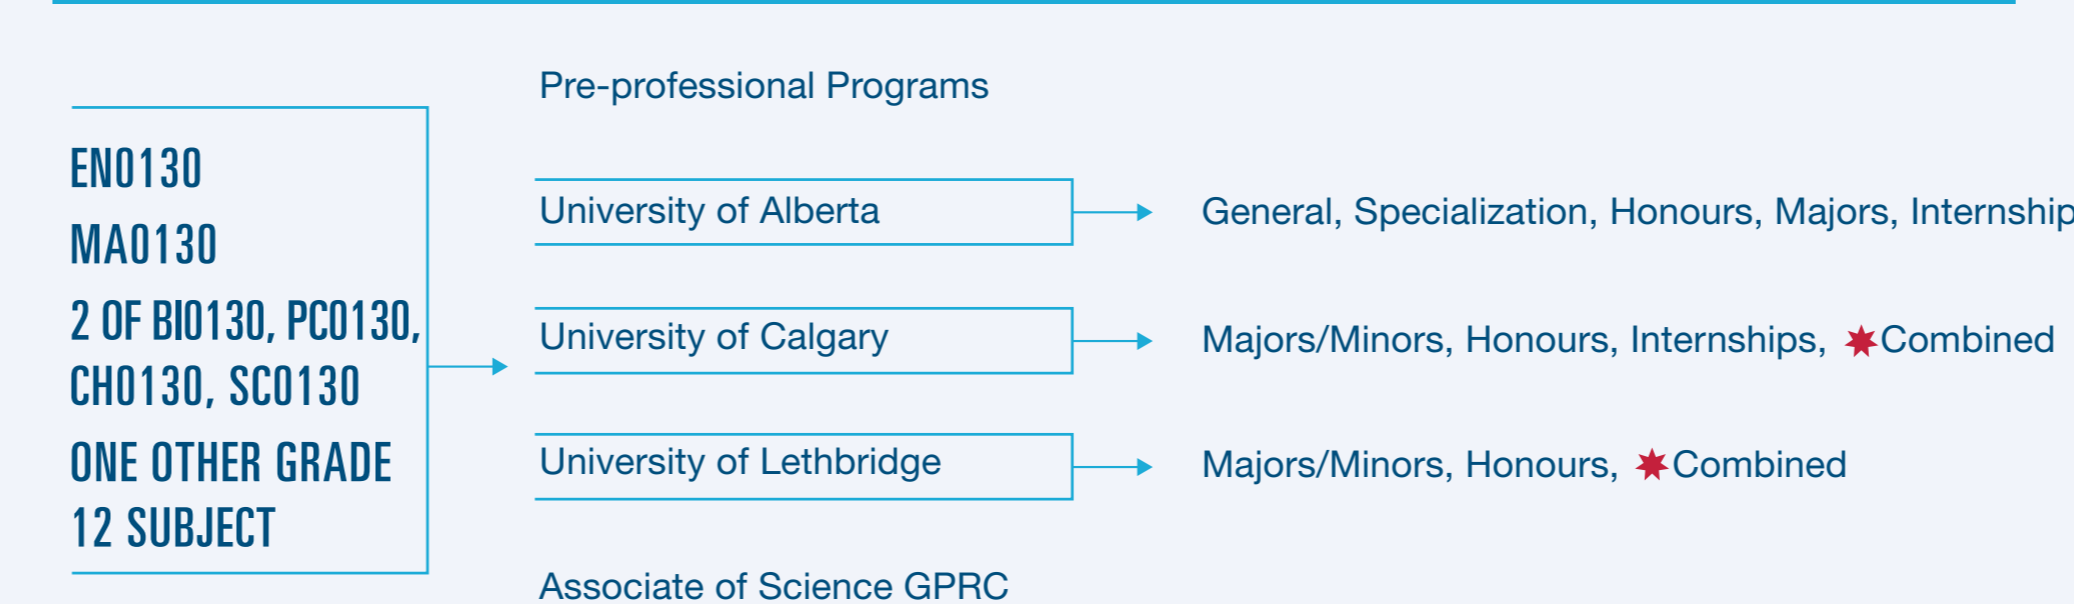 Pre-professional Programs
EN0130
MA0130
2 OF BI0130, PC0130,
CH0130, SC0130
ONE OTHER GRADE
12 SUBJECT
University of Alberta
General, Specialization, Honours, Majors, Internship
University of Calgary
Majors/Minors, Honours, Internships, Combined
University of Lethbridge
Majors/Minors, Honours, Combined
Associate of Science GPRC